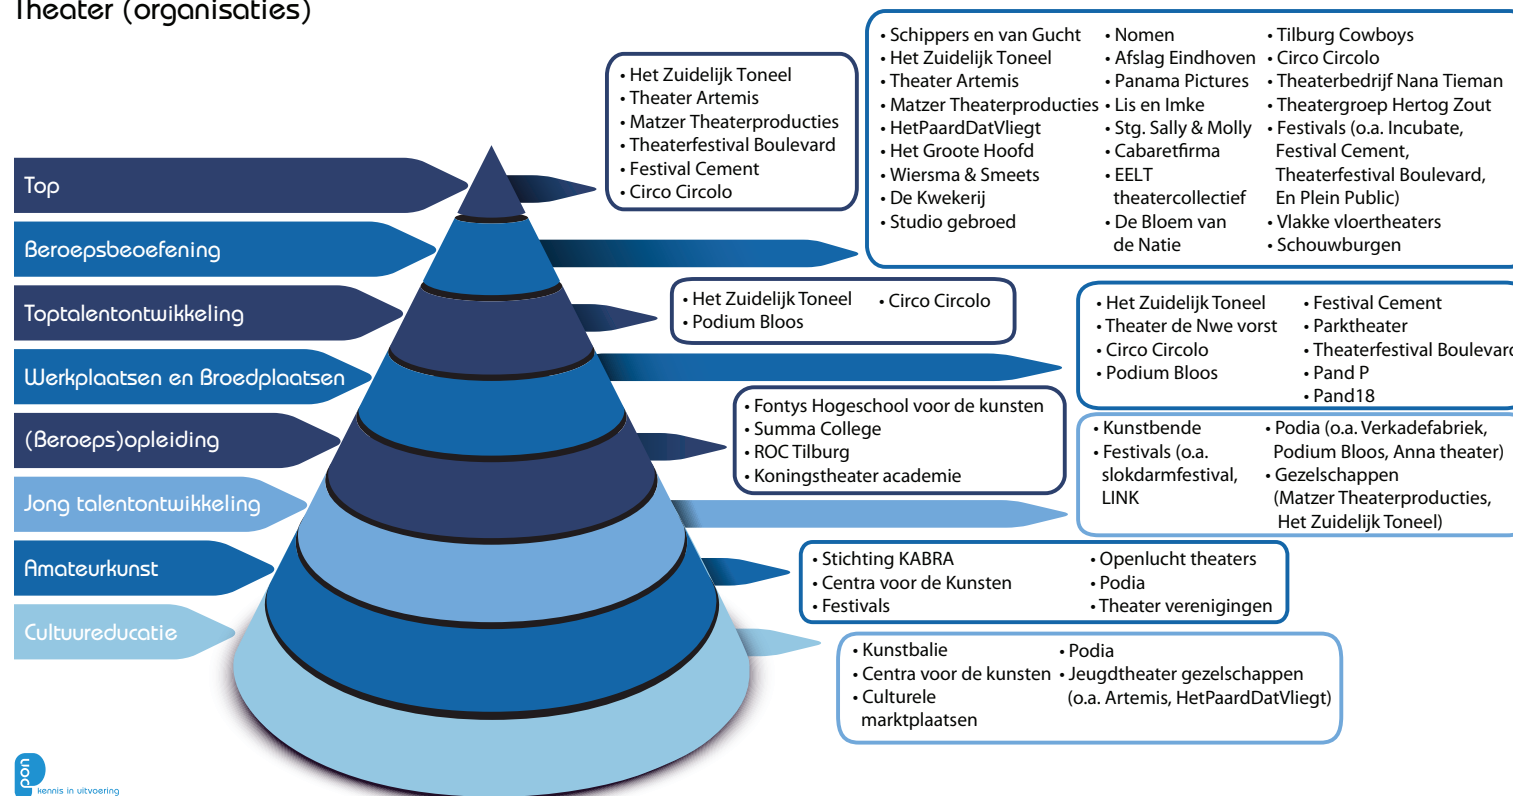 Theater (organisaties)
Top
• Het Zuidelijk Toneel
• Theater Artemis
• Matzer Theaterproducties
• Theaterfestival Boulevard
• Festival Cement
• Circo Circolo
Beroepsbeoefening
• Schippers en van Gucht
• Het Zuidelijk Toneel
• Theater Artemis
• Matzer Theaterproducties
• HetPaardDatVliegt
• Het Groote Hoofd
• Wiersma & Smeets
• De Kwekerij
• Studio gebroed
• Nomen
• Afslag Eindhoven
• Panama Pictures
• Lis en Imke
• Stg. Sally & Molly
• Cabaretfirma
• EELT
theatercollectief
• De Bloem van
de Natie
• Tilburg Cowboys
• Circo Circolo
• Theaterbedrijf Nana Tieman
• Theatergroep Hertog Zout
• Festivals (o.a. Incubate,
Festival Cement,
Theaterfestival Boulevard,
En Plein Public)
• Vlakke vloertheaters
• Schouwburgen
Toptalentontwikkeling
• Het Zuidelijk Toneel
• Podium Bloos
• Circo Circolo
Werkplaatsen en Broedplaatsen
• Het Zuidelijk Toneel
• Theater de Nwe vorst
• Circo Circolo
• Podium Bloos
• Festival Cement
• Parktheater
• Theaterfestival Boulevard
• Pand P
• Pand18
(Beroeps)opleiding
• Fontys Hogeschool voor de kunsten
• Summa College
• ROC Tilburg
• Koningstheater academie
Jong talentontwikkeling
• Kunstbende
• Festivals (o.a.
slokdarmfestival,
LINK
• Podia (o.a. Verkadefabriek,
Podium Bloos, Anna theater)
• Gezelschappen
(Matzer Theaterproducties,
Het Zuidelijk Toneel)
Amateurkunst
• Stichting KABRA
• Centra voor de Kunsten
• Festivals
• Openlucht theaters
• Podia
• Theater verenigingen
Cultuureducatie
• Kunstbalie
• Centra voor de kunsten
• Culturele
marktplaatsen
• Podia
• Jeugdtheater gezelschappen
(o.a. Artemis, HetPaardDatVliegt)
pon
kennis in uitvoering